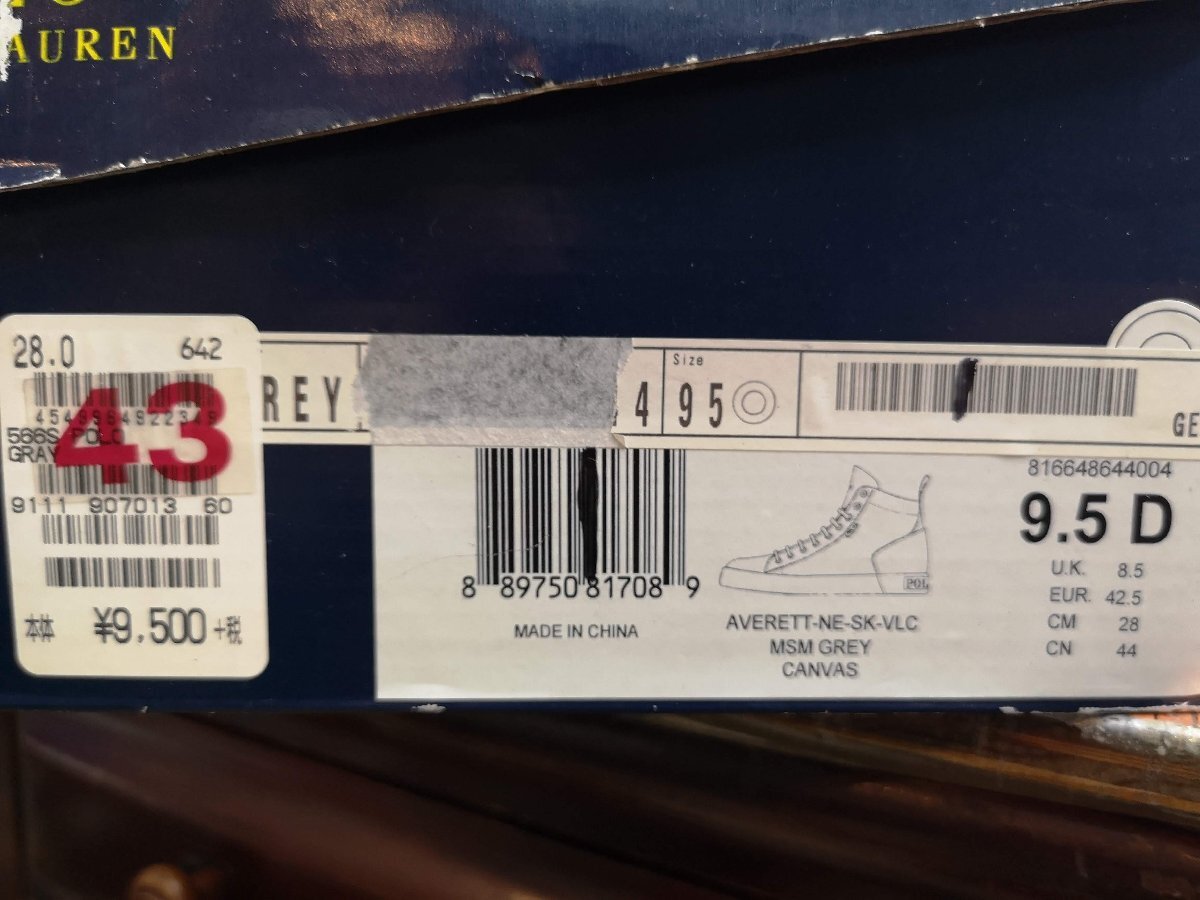 AUREN
28.0 642
43
566S POLO
GRAY
9111 907013 60
本体 ¥9,500+税
REY
4
Size
95
GE
8 89750 81708 9
MADE IN CHINA
POL
AVERETT-NE-SK-VLC
MSM GREY
CANVAS
816648644004
9.5 D
U.K. 8.5
EUR. 42.5
CM 28
CN 44